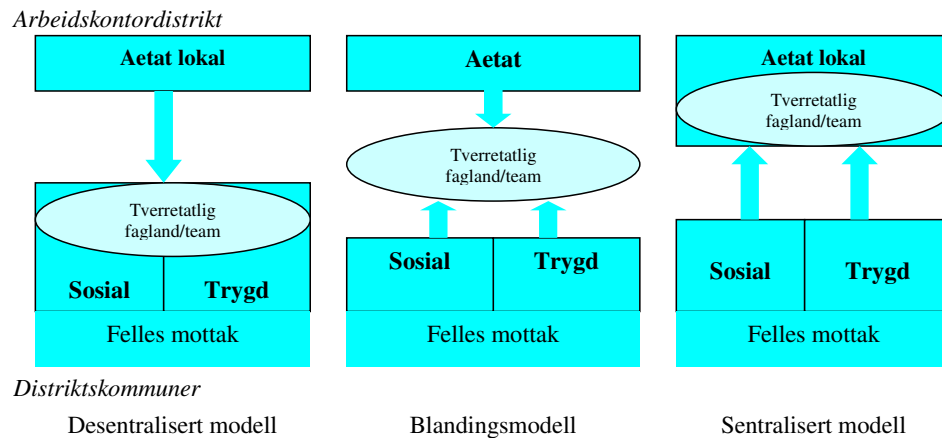 Arbeidskontordistrikt
Aetat lokal
Tverretatlig
fagland/team
Sosial
Trygd
Felles mottak
Aetat
Tverretatlig
fagland/team
Sosial
Trygd
Felles mottak
Aetat lokal
Tverretatlig
fagland/team
Sosial
Trygd
Felles mottak
Distriktskommuner
Desentralisert modell
Blandingsmodell
Sentralisert modell